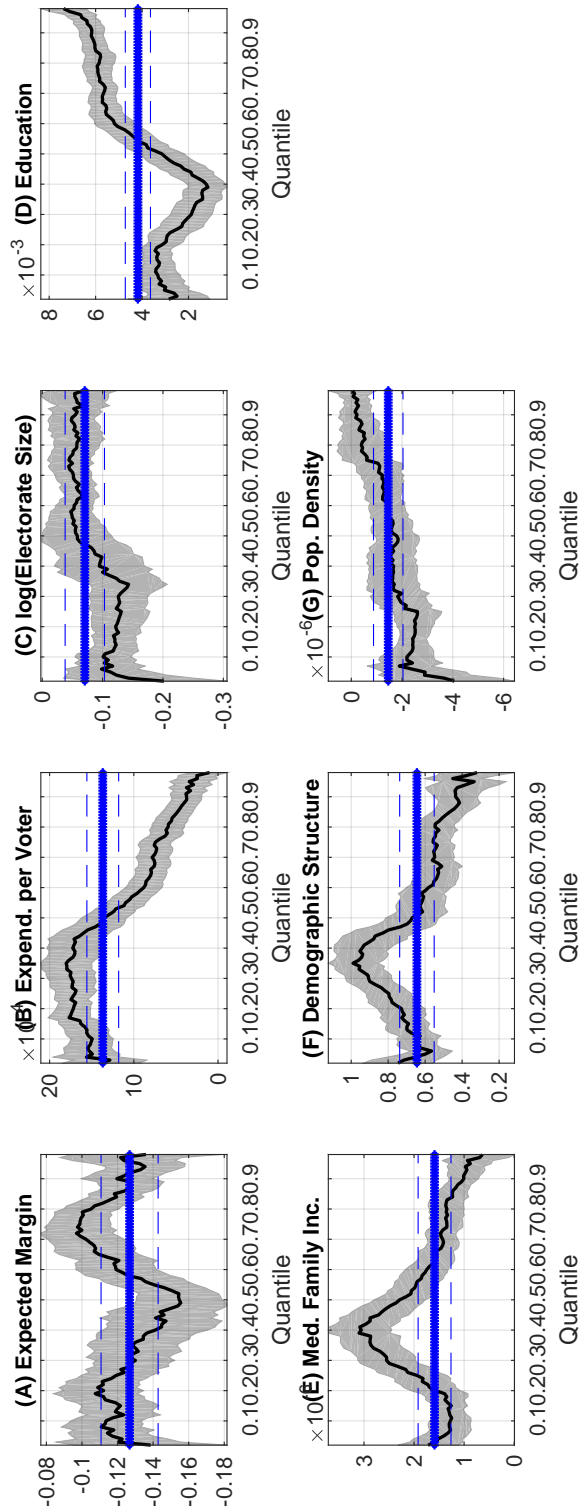 (A) Expected Margin
-0.08
-0.1
-0.12
-0.14
-0.16
-0.18
0.10.20.30.40.50.60.70.80.9
Quantile
(B) Expend. per Voter
20
10
0
0.10.20.30.40.50.60.70.80.9
Quantile
(C) log(Electorate Size)
0
-0.1
-0.2
-0.3
0.10.20.30.40.50.60.70.80.9
Quantile
×10⁻³ (D) Education
8
6
4
2
0.10.20.30.40.50.60.70.80.9
Quantile
(E) Med. Family Inc.
3
2
1
0
0.10.20.30.40.50.60.70.80.9
Quantile
(F) Demographic Structure
1
0.8
0.6
0.4
0.2
0.10.20.30.40.50.60.70.80.9
Quantile
×10⁻⁶(G) Pop. Density
0
-2
-4
-6
0.10.20.30.40.50.60.70.80.9
Quantile